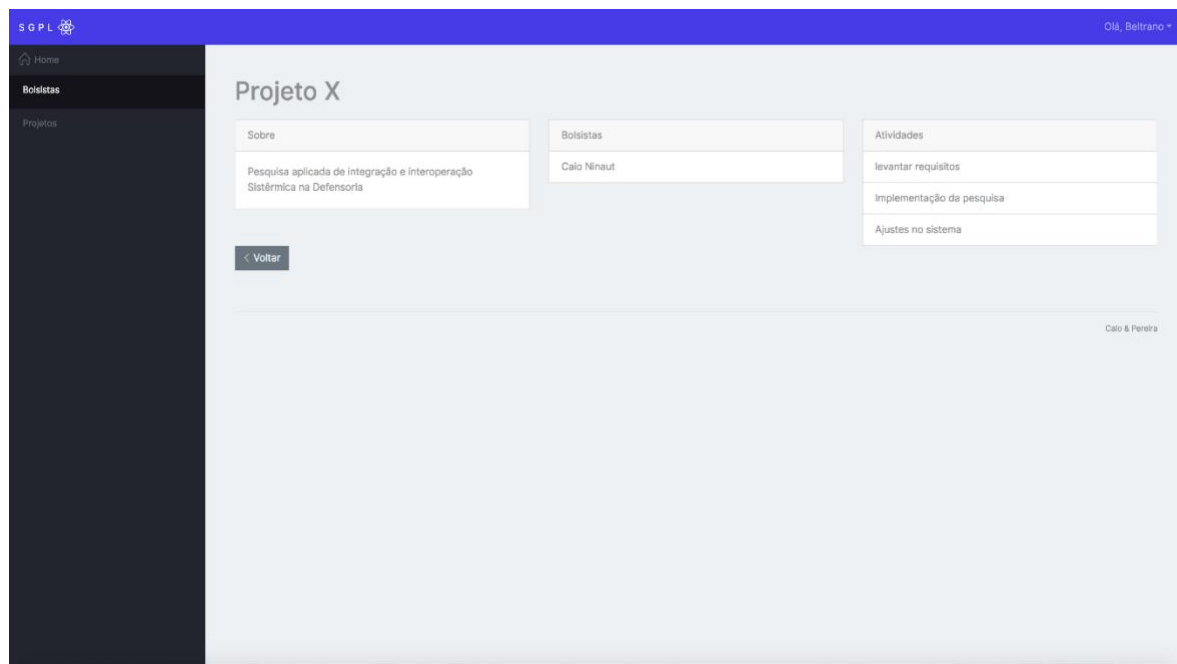 SGPL
Olá, Beltrano
Home
Bolsistas
Projetos
Projeto X
Sobre
Pesquisa aplicada de integração e interoperação
Sistêrmica na Defensoria
Bolsistas
Caio Ninaut
Atividades
levantar requisitos
Implementação da pesquisa
Ajustes no sistema
< Voltar
Caio & Pereira